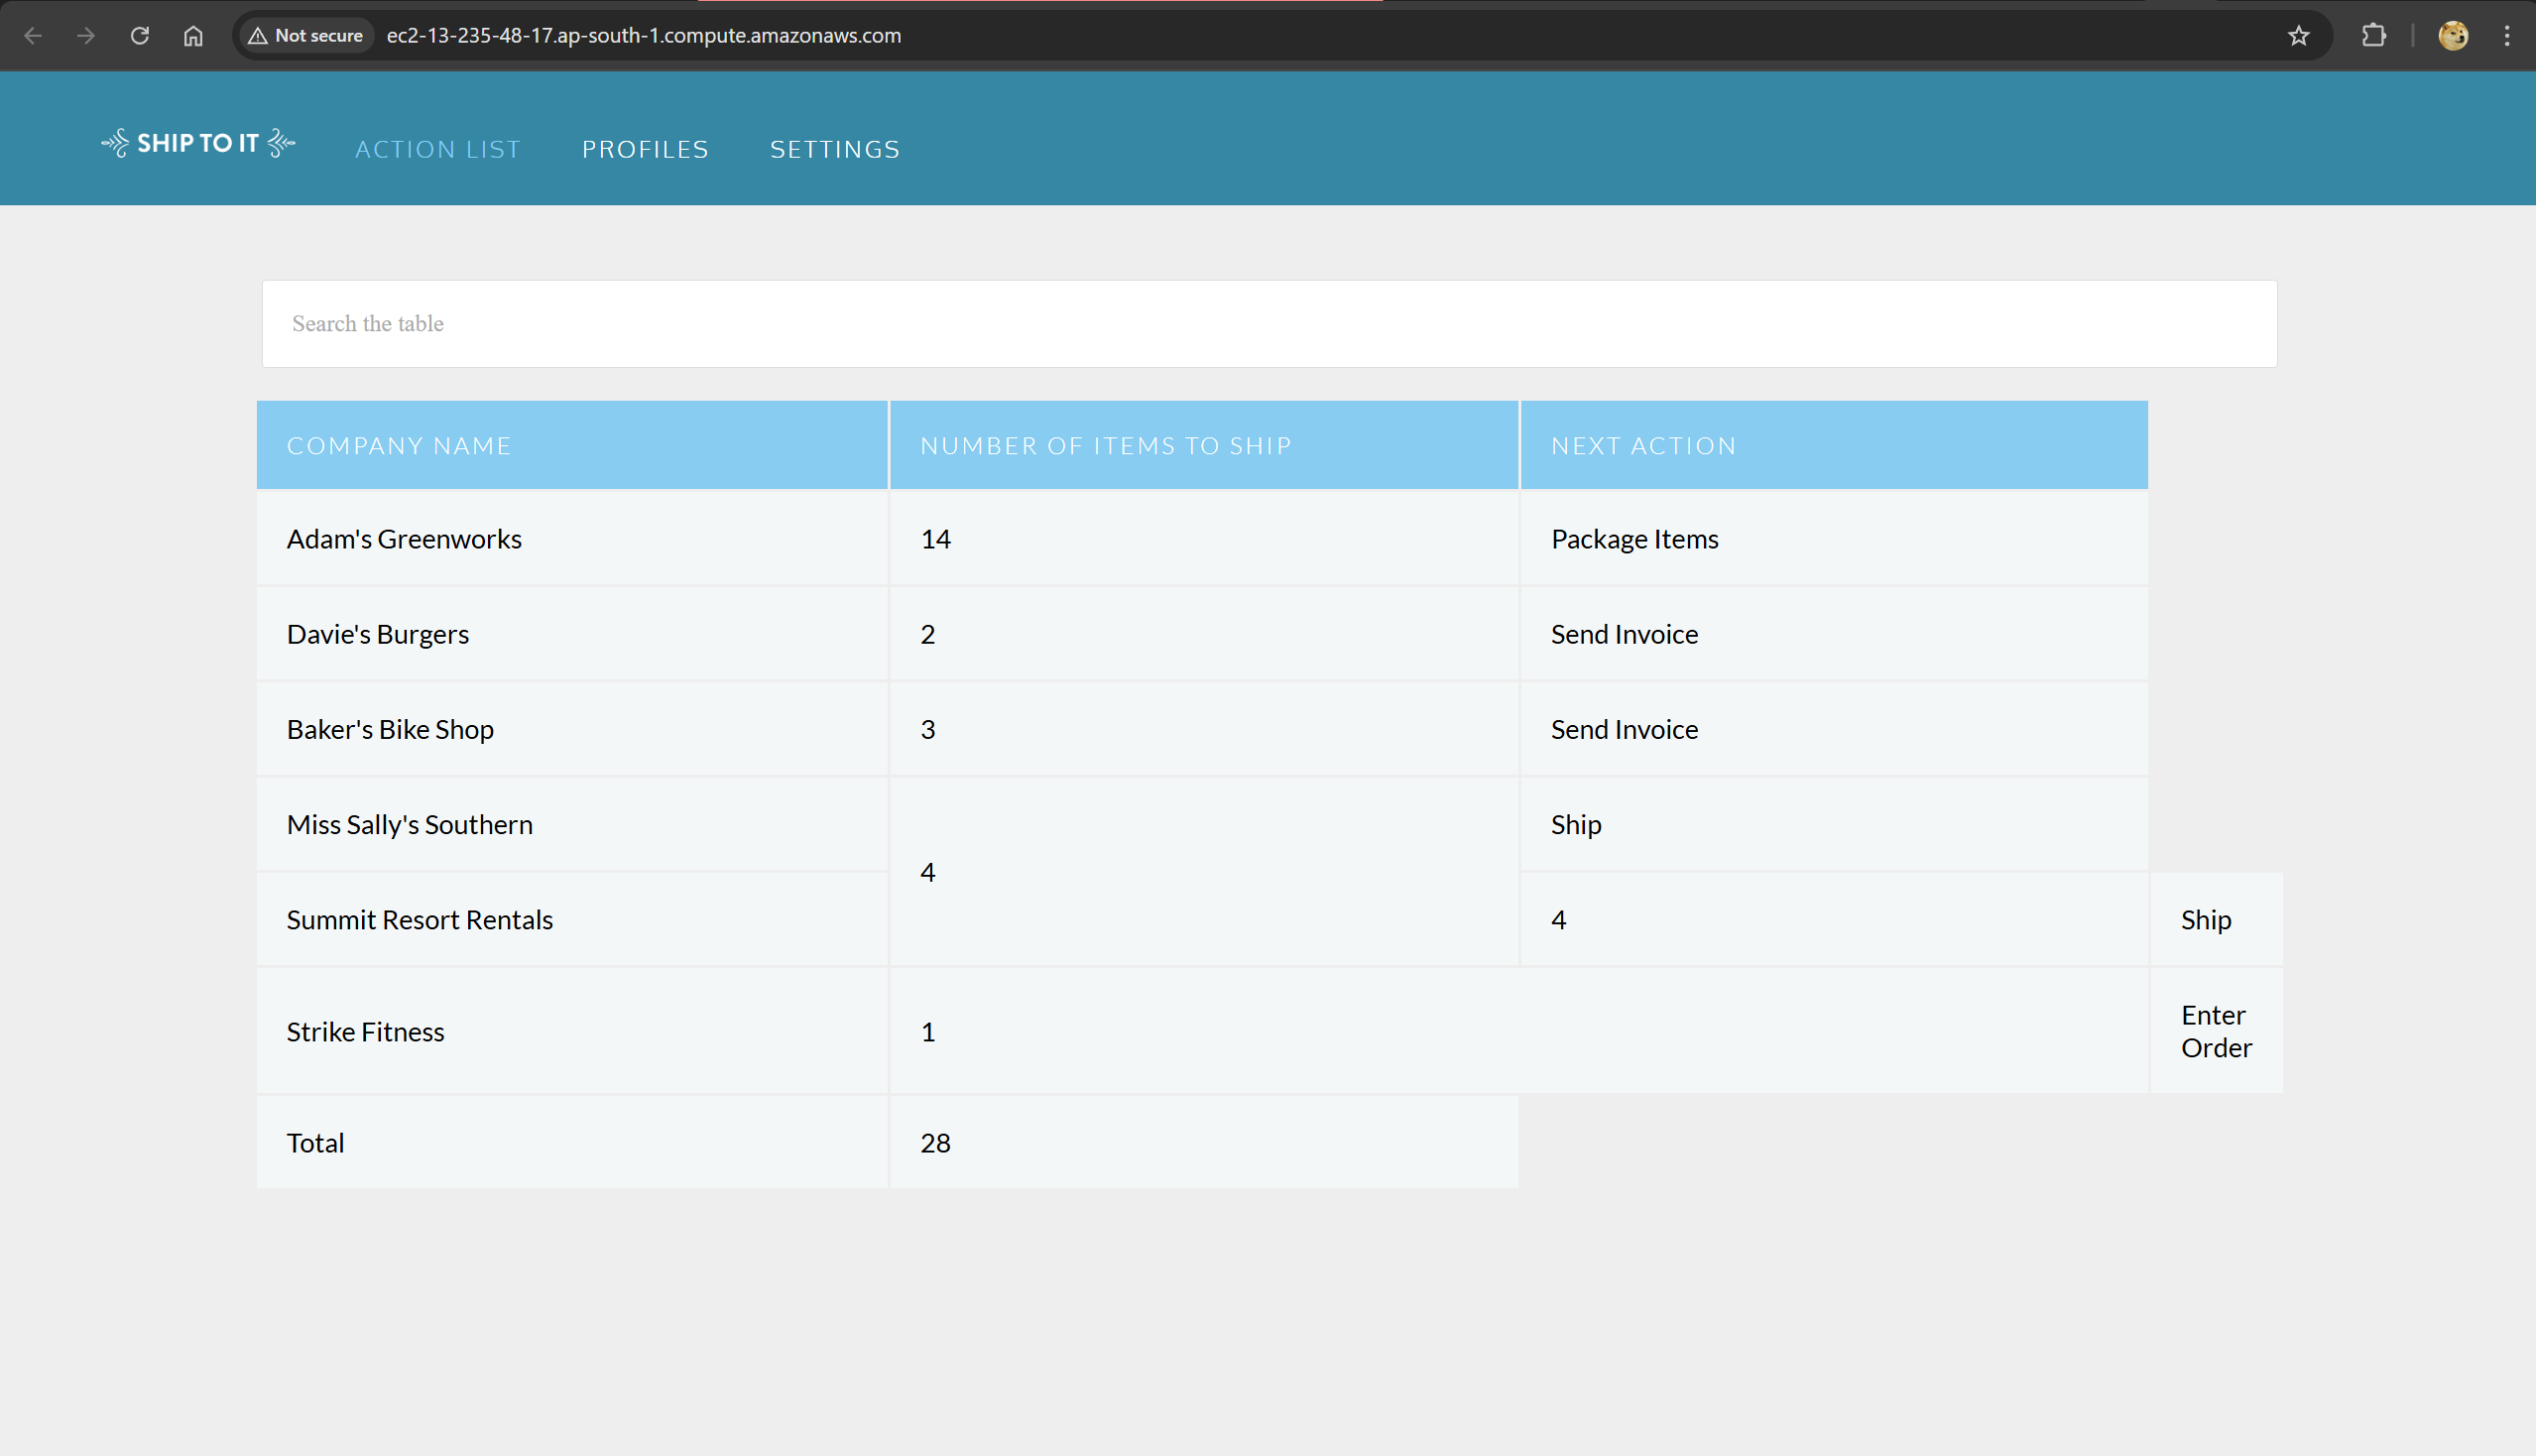 Not secure ec2-13-235-48-17.ap-south-1.compute.amazonaws.com
SHIP TO IT ACTION LIST PROFILES SETTINGS
Search the table
COMPANY NAME NUMBER OF ITEMS TO SHIP NEXT ACTION
Adam's Greenworks 14 Package Items
Davie's Burgers 2 Send Invoice
Baker's Bike Shop 3 Send Invoice
Miss Sally's Southern 4 Ship
Summit Resort Rentals 4 Ship
Strike Fitness 1 Enter
Order
Total 28